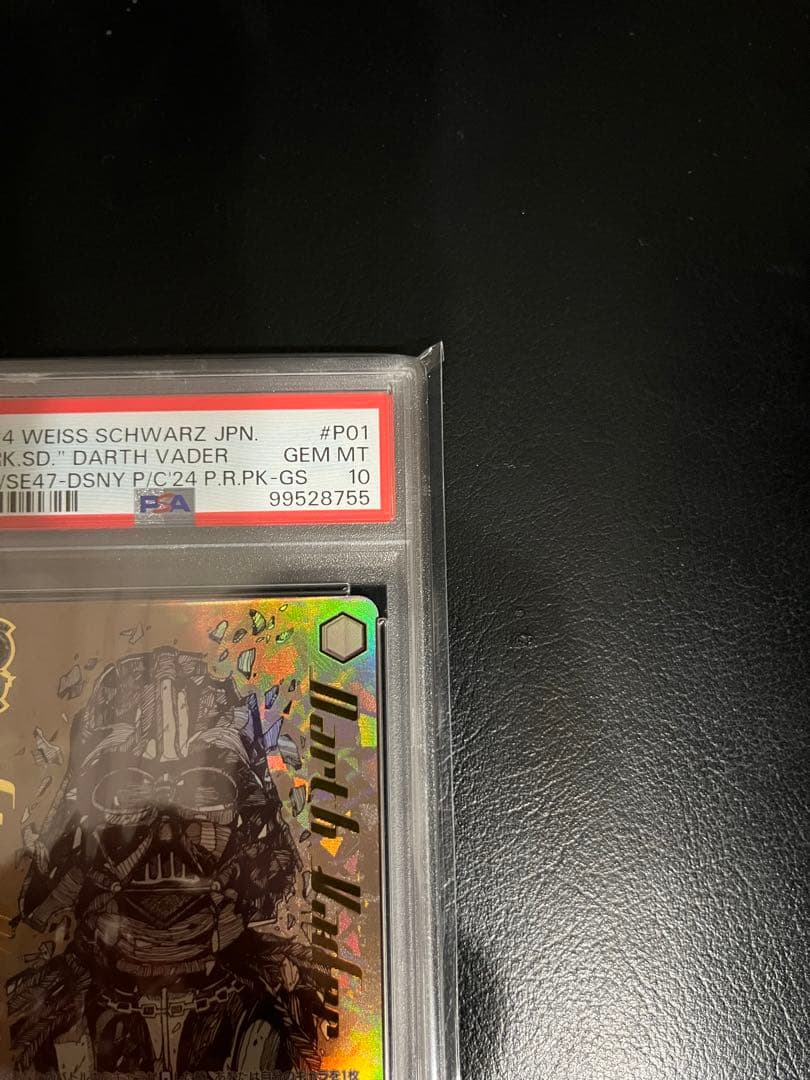 4 WEISS SCHWARZ JPN. #P01
RK.SD." DARTH VADER GEM MT
/SE47-DSNY P/C'24 P.R.PK-GS 10
PSA 99528755
Darth Vader